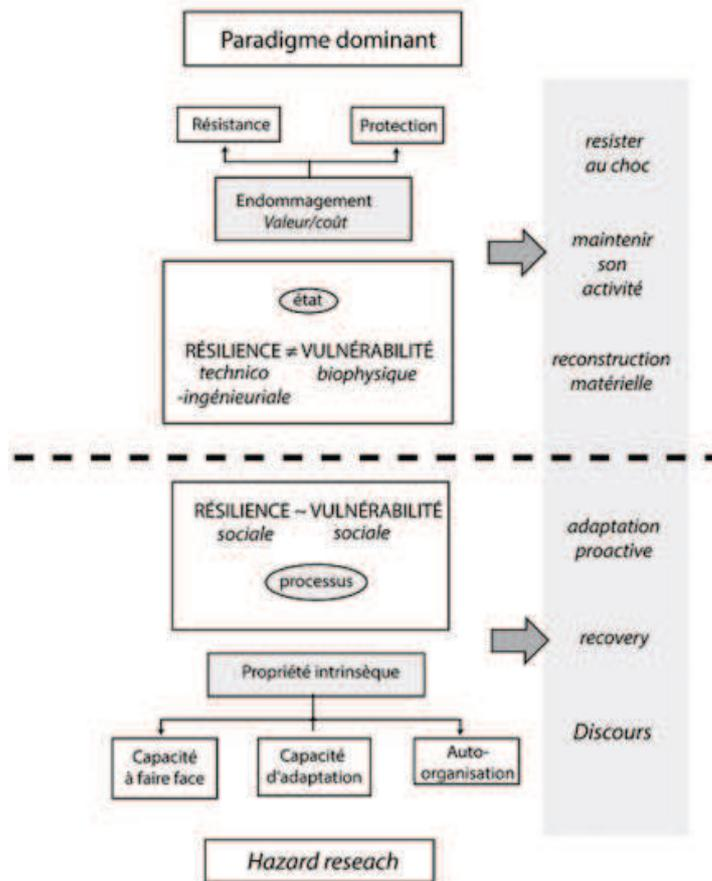 Paradigme dominant
Résistance
Protection
Endommagement
Valeur/coût
état
RÉSILIENCE ≠ VULNÉRABILITÉ
technico biophysique
-ingénieuriale
resister
au choc
maintenir
son
activité
reconstruction
matérielle
RÉSILIENCE ~ VULNÉRABILITÉ
sociale sociale
processus
Propriété intrinsèque
Capacité
à faire face
Capacité
d'adaptation
Auto-
organisation
adaptation
proactive
recovery
Discours
Hazard reseach